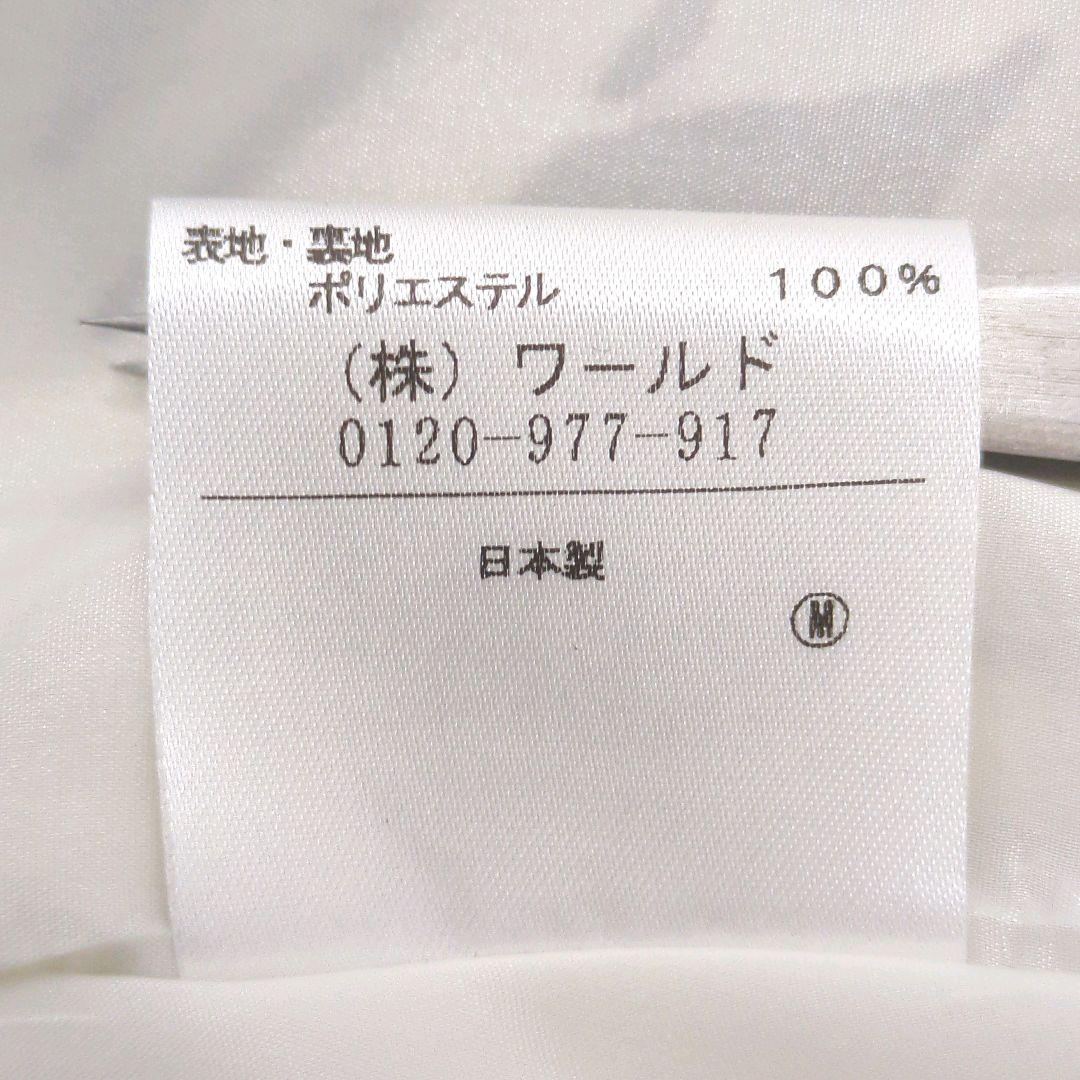 表地・裏地
ポリエステル 100%
(株) ワールド
0120-977-917
日本製
Ⓜ